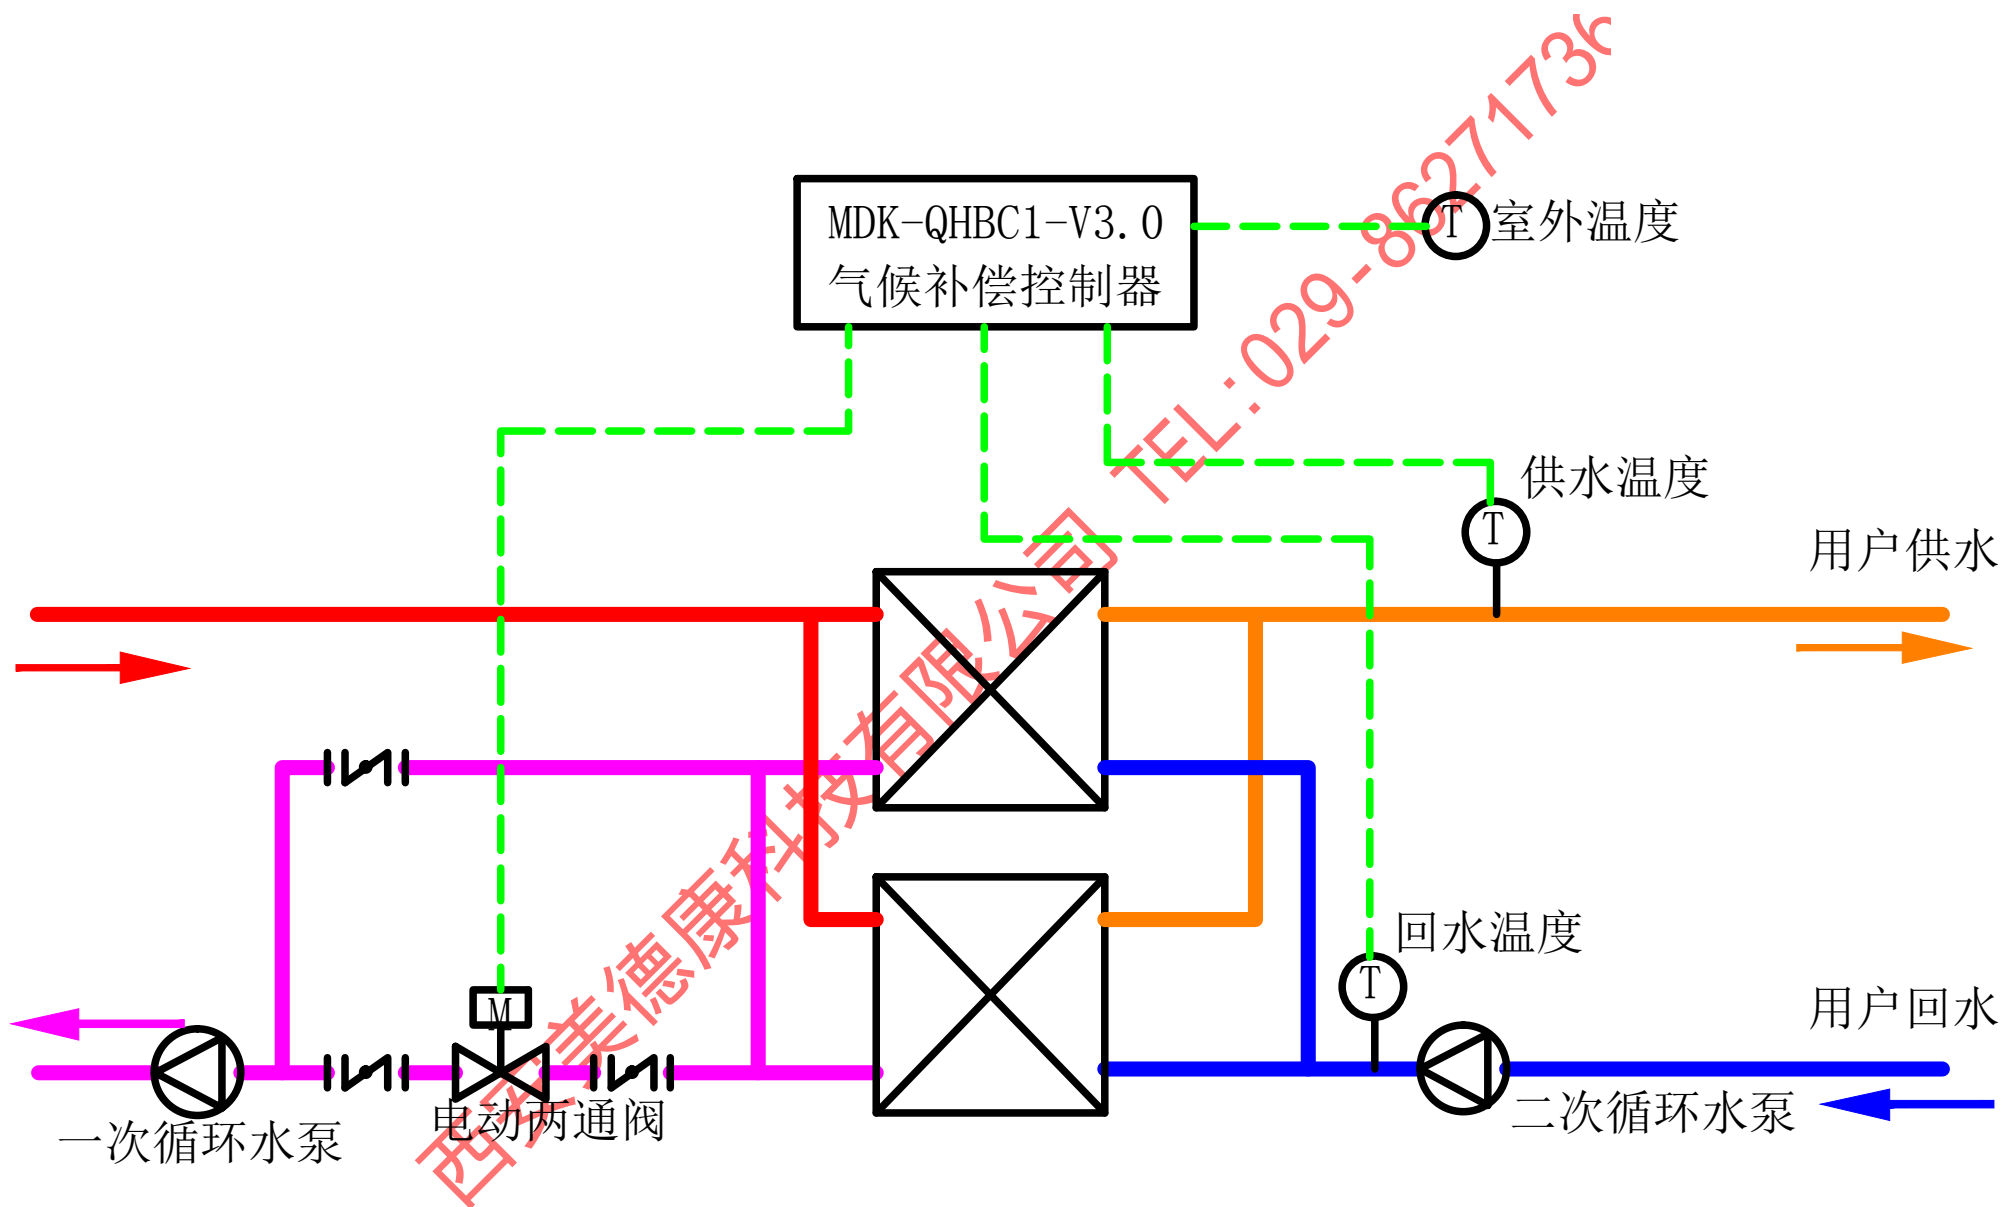 MDK-QHBC1-V3.0
气候补偿控制器
T 室外温度
供水温度
T
用户供水
回水温度
T
用户回水
M
电动两通阀
一次循环水泵
二次循环水泵
西安美德康科技有限公司 TEL:029-8627173